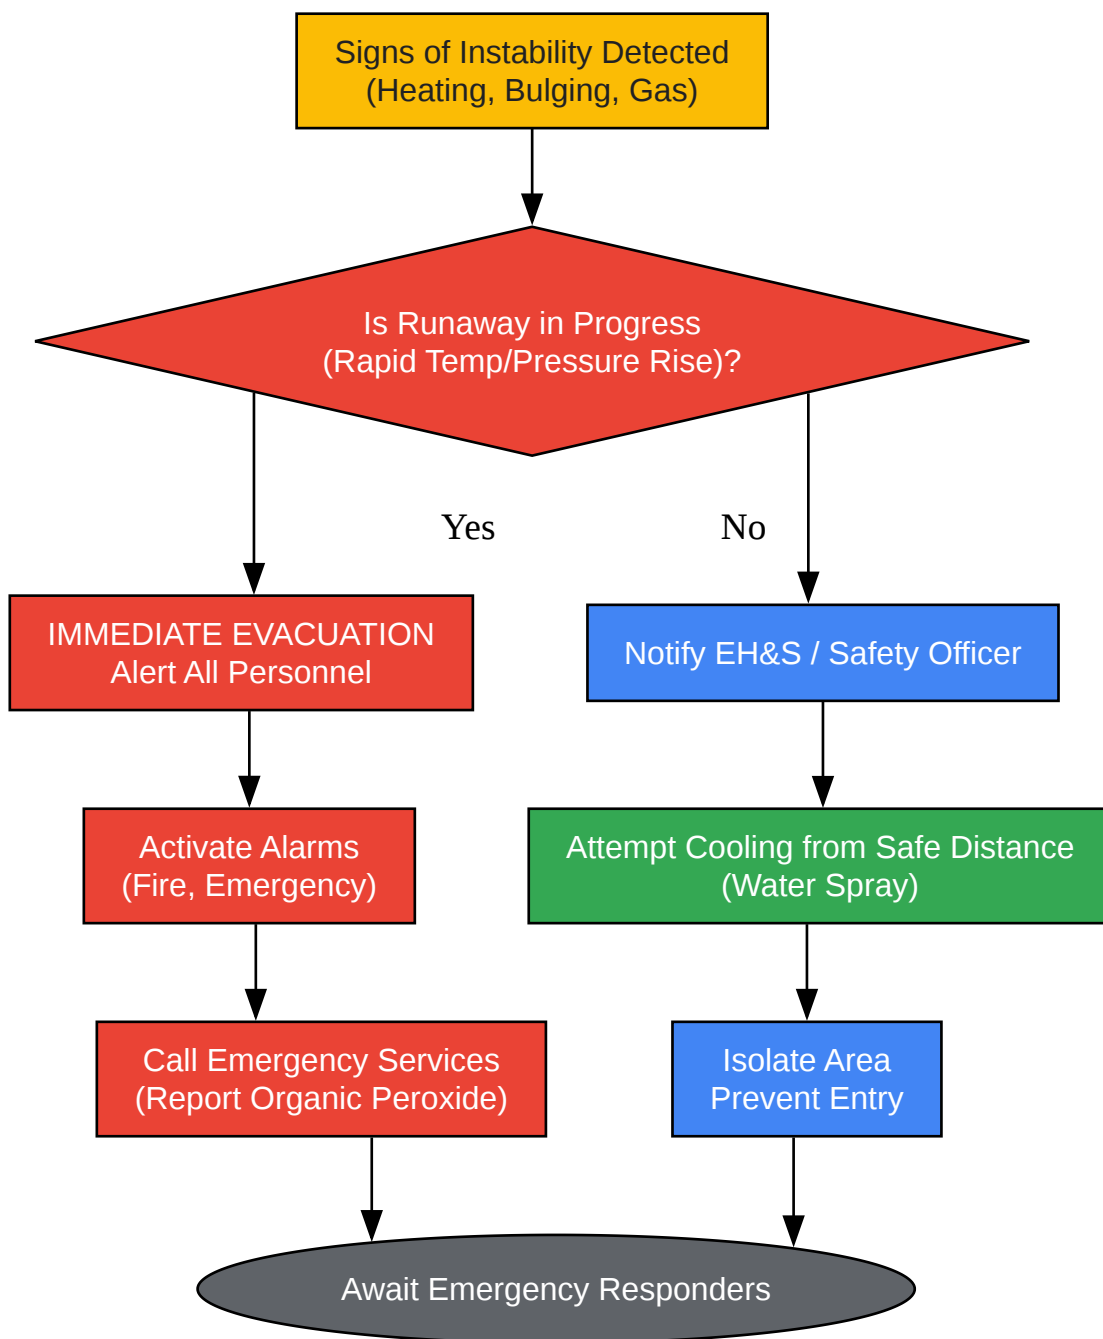 Signs of Instability Detected
(Heating, Bulging, Gas)
Is Runaway in Progress
(Rapid Temp/Pressure Rise)?
Yes
No
IMMEDIATE EVACUATION
Alert All Personnel
Notify EH&S / Safety Officer
Activate Alarms
(Fire, Emergency)
Attempt Cooling from Safe Distance
(Water Spray)
Call Emergency Services
(Report Organic Peroxide)
Isolate Area
Prevent Entry
Await Emergency Responders